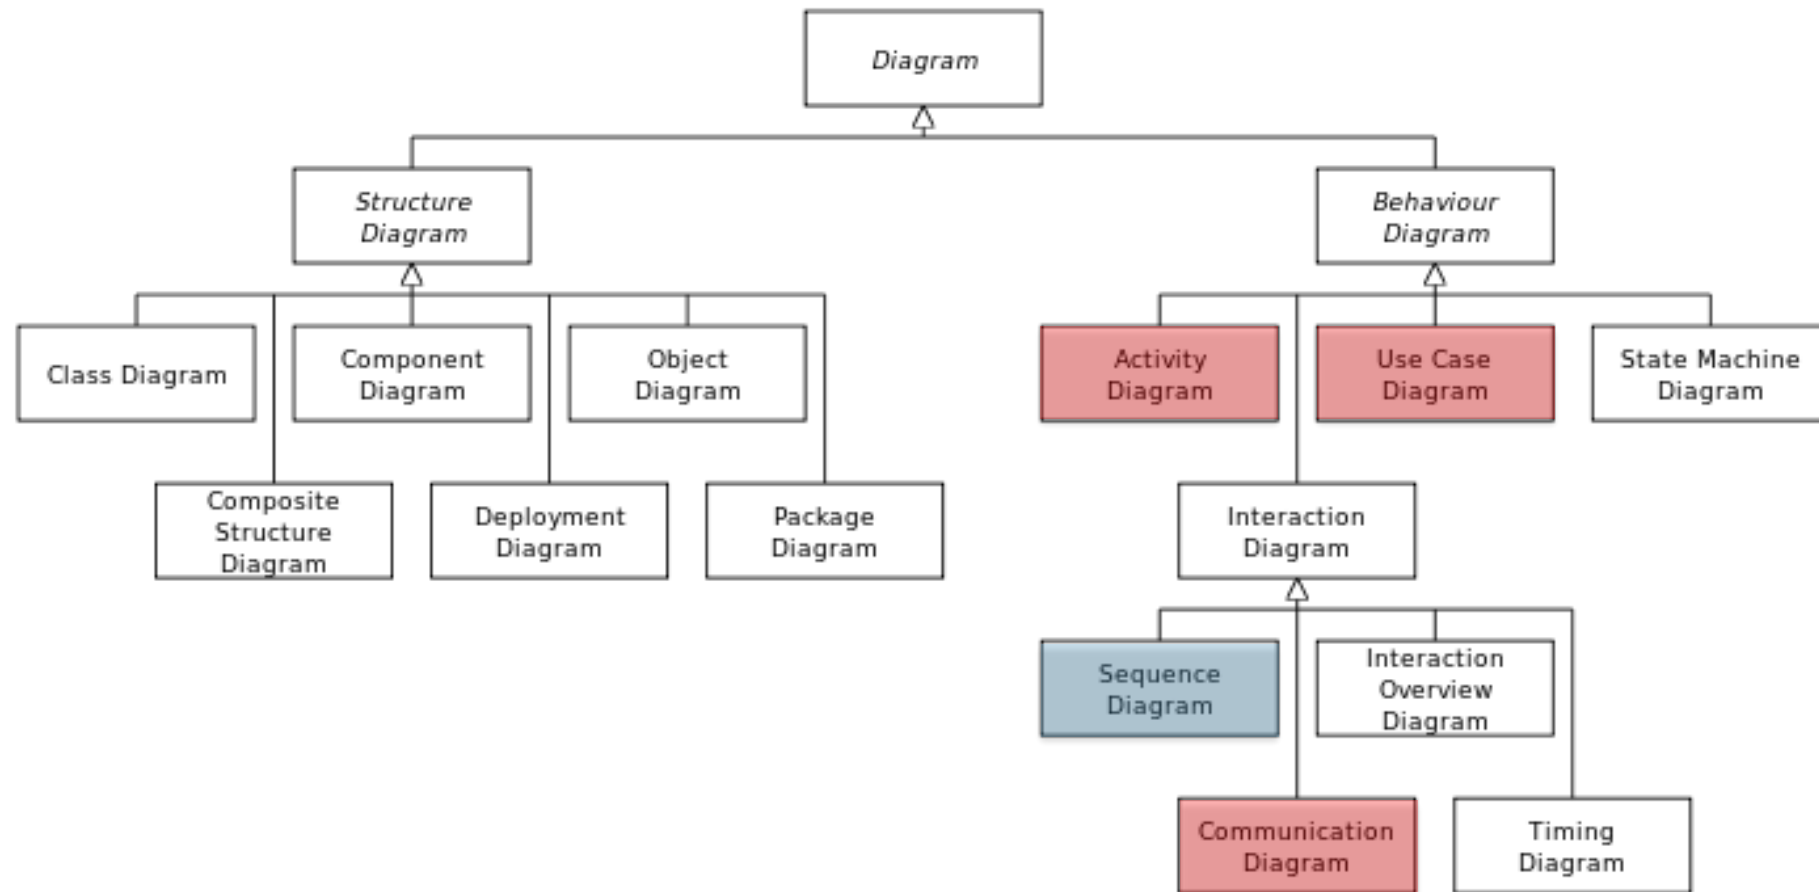 Diagram
Structure
Diagram
Behaviour
Diagram
Class Diagram
Component
Diagram
Object
Diagram
Activity
Diagram
Use Case
Diagram
State Machine
Diagram
Composite
Structure
Diagram
Deployment
Diagram
Package
Diagram
Interaction
Diagram
Sequence
Diagram
Interaction
Overview
Diagram
Communication
Diagram
Timing
Diagram